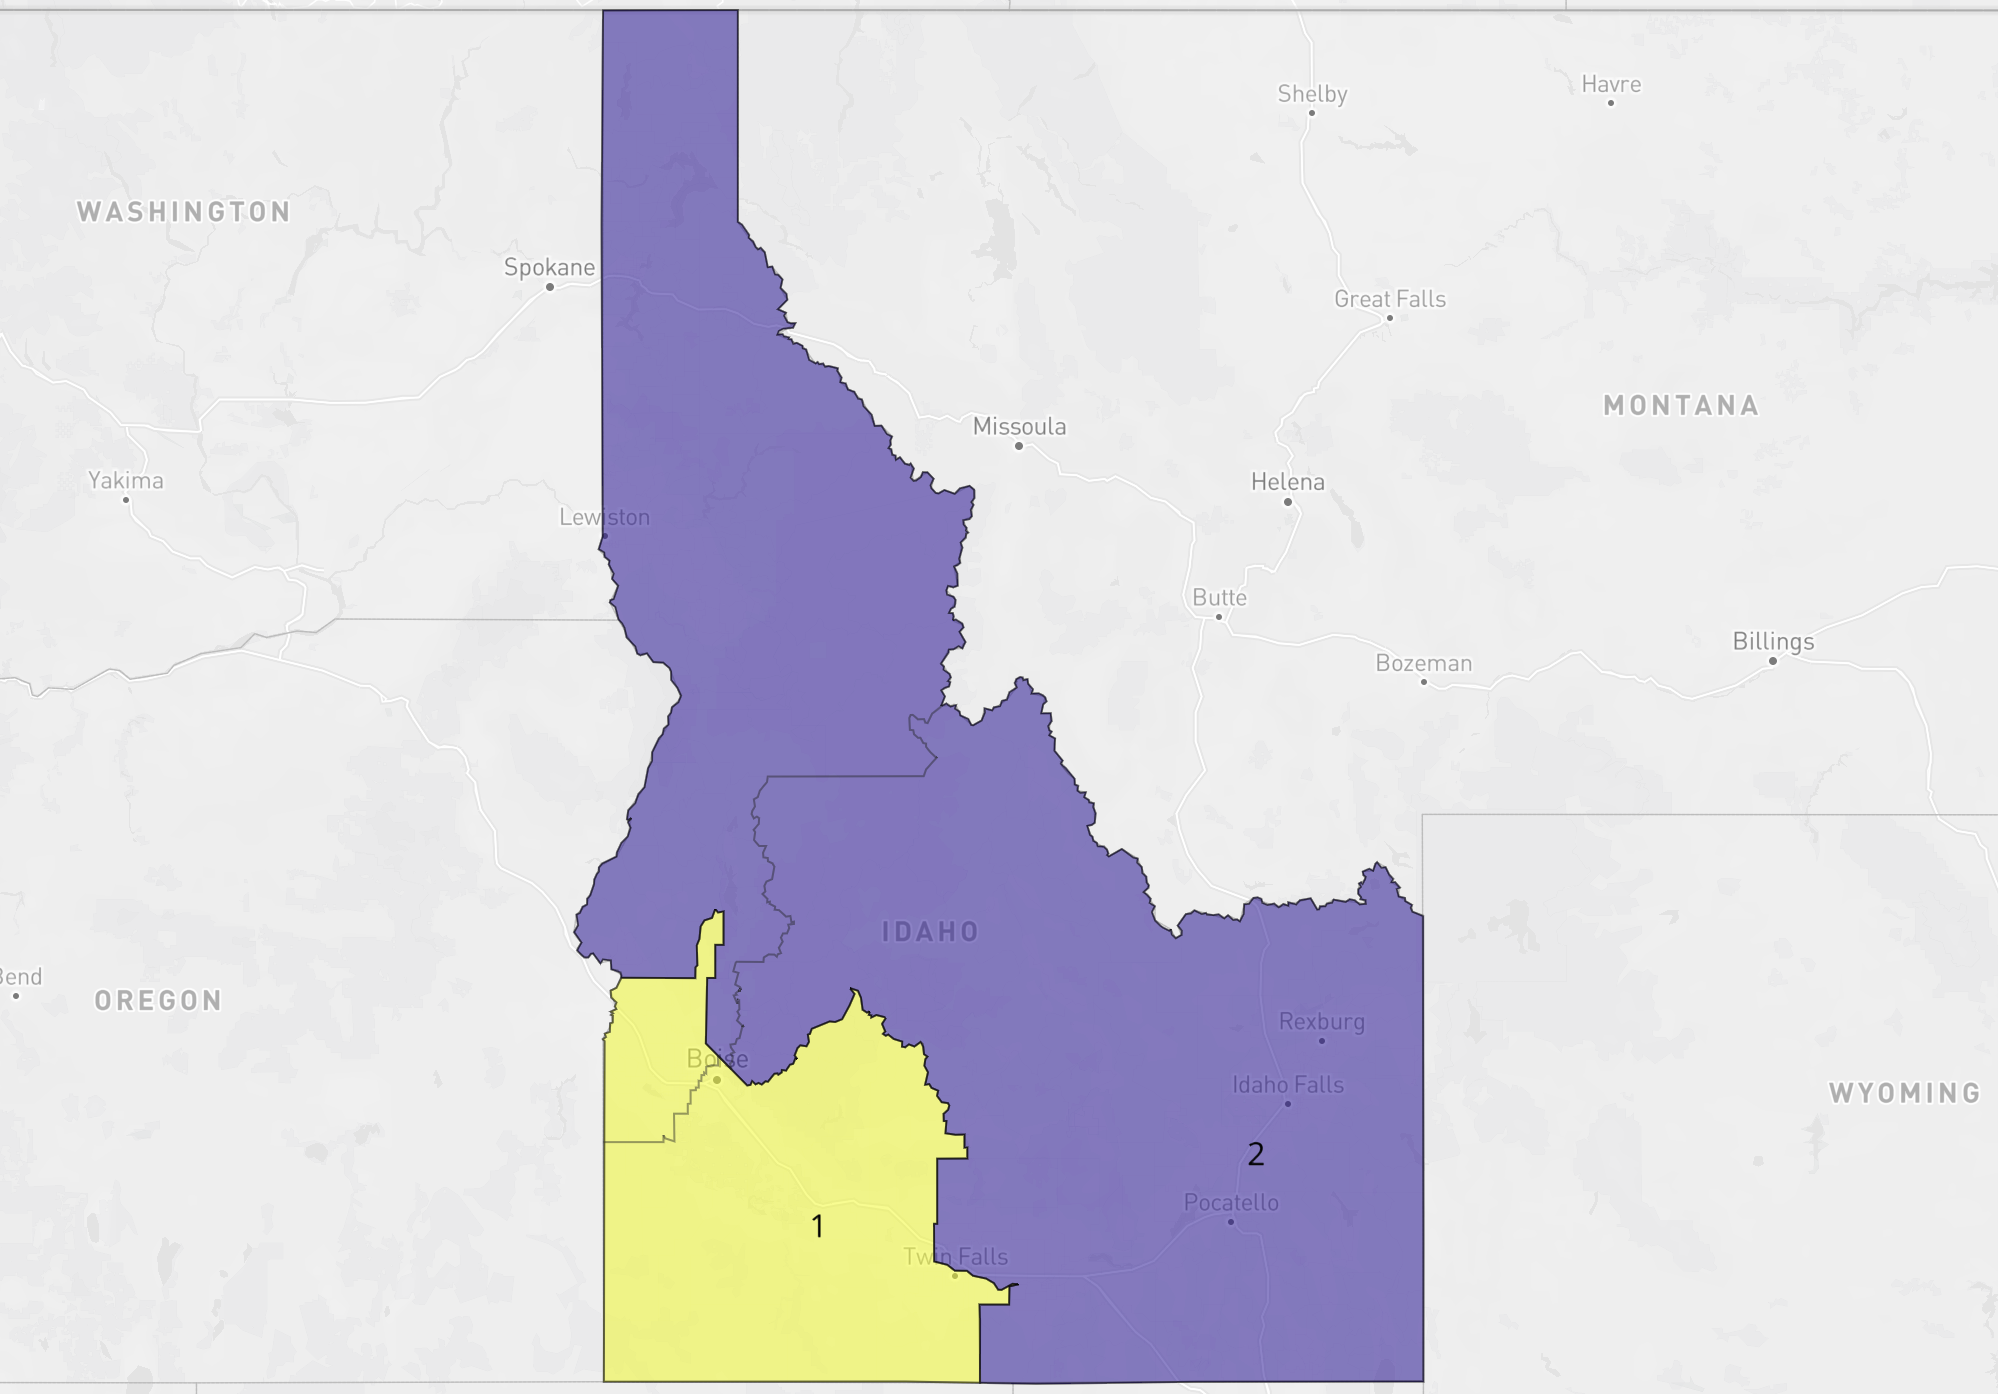 Shelby
Havre
WASHINGTON
Spokane
Great Falls
MONTANA
Missoula
Yakima
Helena
Lewiston
Butte
Billings
Bozeman
IDAHO
Bend
OREGON
Rexburg
Boise
Idaho Falls
WYOMING
2
Pocatello
1
Twin Falls